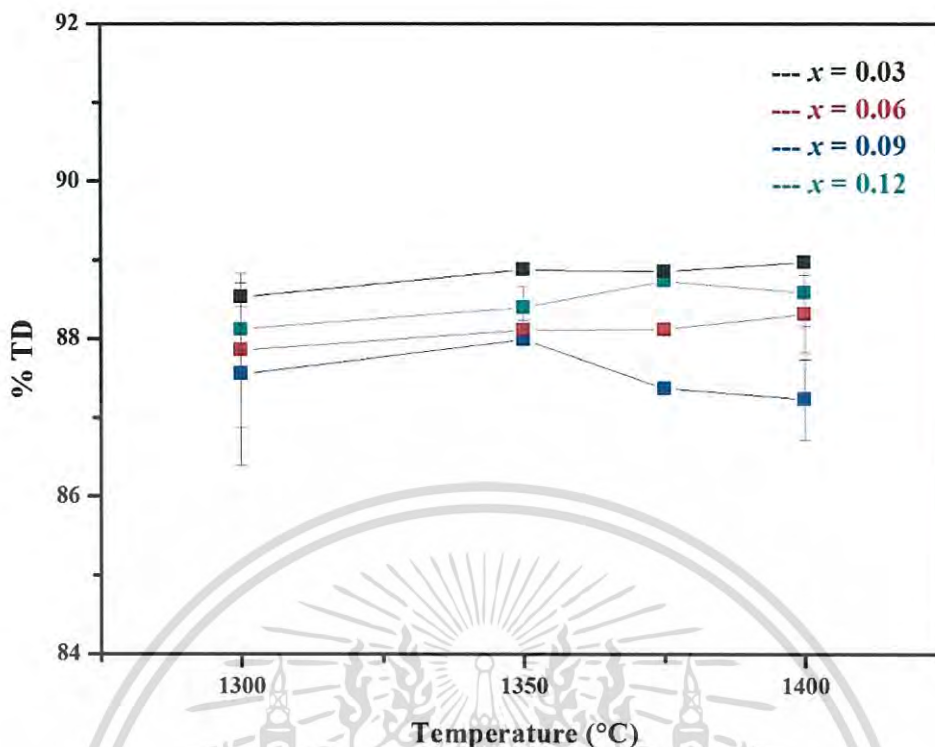 92
90
88
86
84
% TD
--- x = 0.03
--- x = 0.06
--- x = 0.09
--- x = 0.12
1300
1350
1400
Temperature (°C)